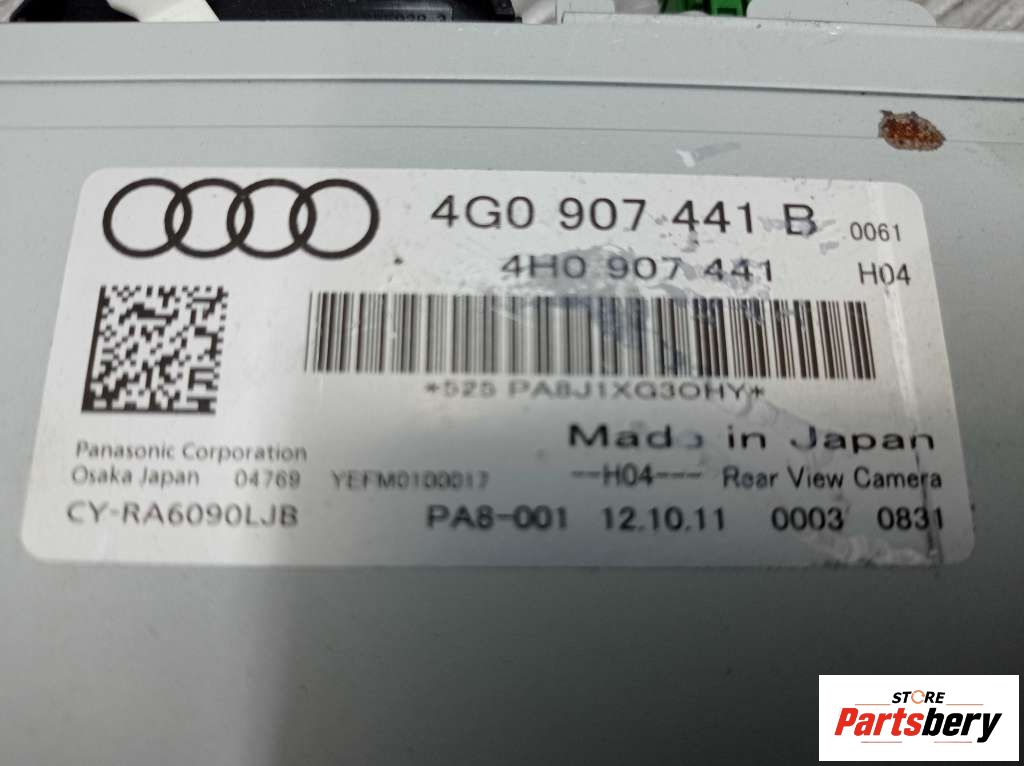 4G0 907 441 B 0061
4H0 907 441 H04
*525 PA8J1XG3OHY*
Made in Japan
Panasonic Corporation
Osaka Japan 04769 YEFM0100017 --H04--- Rear View Camera
CY-RA6090LJB PA8-001 12.10.11 0003 0831
STORE
Partsbery